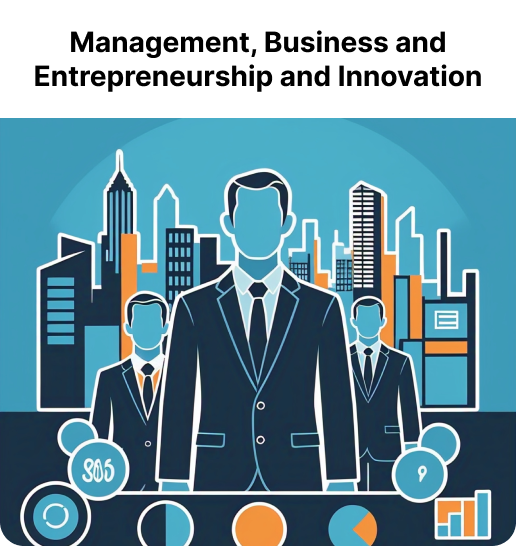 Management, Business and
Entrepreneurship and Innovation